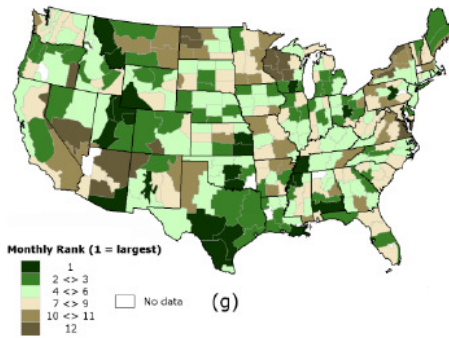 Monthly Rank (1 = largest)
1
2 <> 3
4 <> 6
7 <> 9
10 <> 11
12
No data
(g)